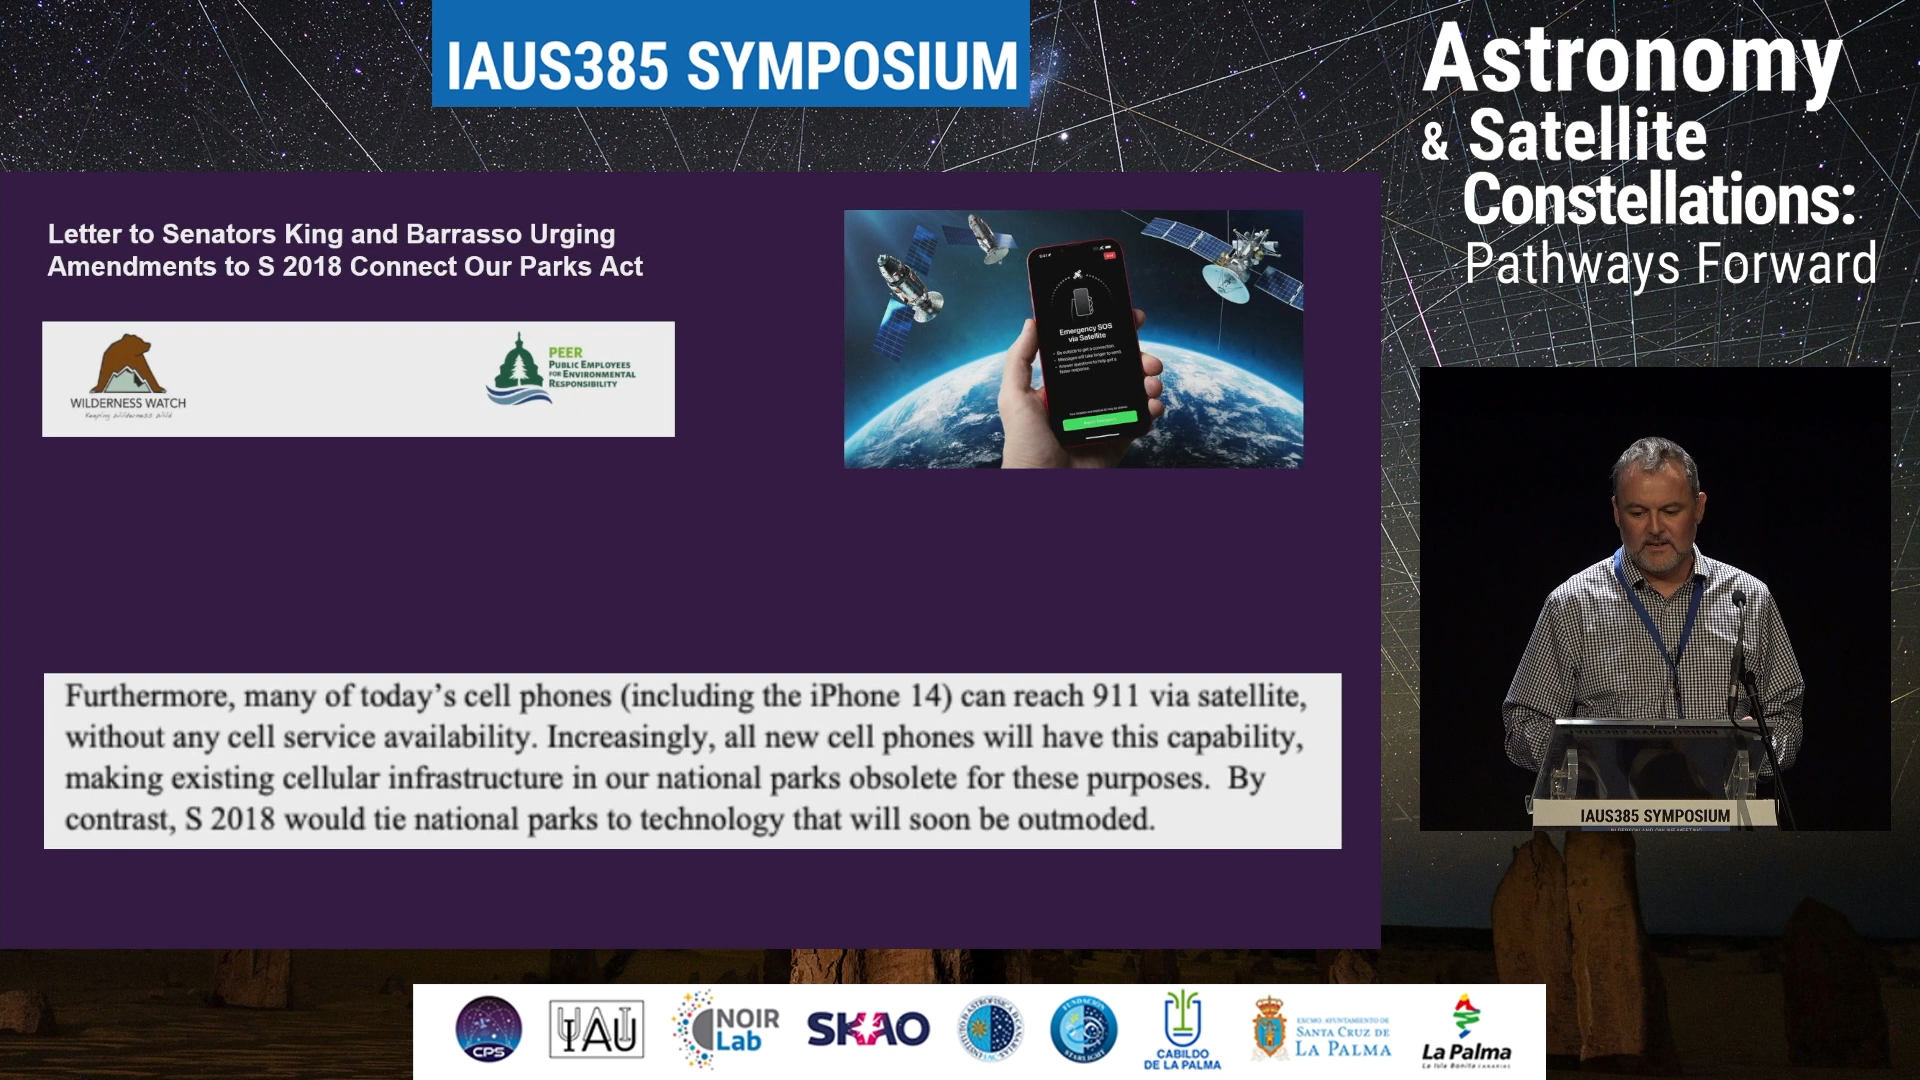 IAUS385 SYMPOSIUM
Astronomy
& Satellite
Constellations:
Pathways Forward
Letter to Senators King and Barrasso Urging
Amendments to S 2018 Connect Our Parks Act
WILDERNESS WATCH
Keeping Wilderness Wild
PEER
PUBLIC EMPLOYEES
FOR ENVIRONMENTAL
RESPONSIBILITY
Emergency SOS
via Satellite
Furthermore, many of today's cell phones (including the iPhone 14) can reach 911 via satellite,
without any cell service availability. Increasingly, all new cell phones will have this capability,
making existing cellular infrastructure in our national parks obsolete for these purposes. By
contrast, S 2018 would tie national parks to technology that will soon be outmoded.
IAUS385 SYMPOSIUM
CPS
IAU
NOIR
Lab
SKAO
STARLIGHT
CABILDO
DE LA PALMA
EXCMO. AYUNTAMIENTO DE
SANTA CRUZ DE
LA PALMA
La Palma
La Isla Bonita